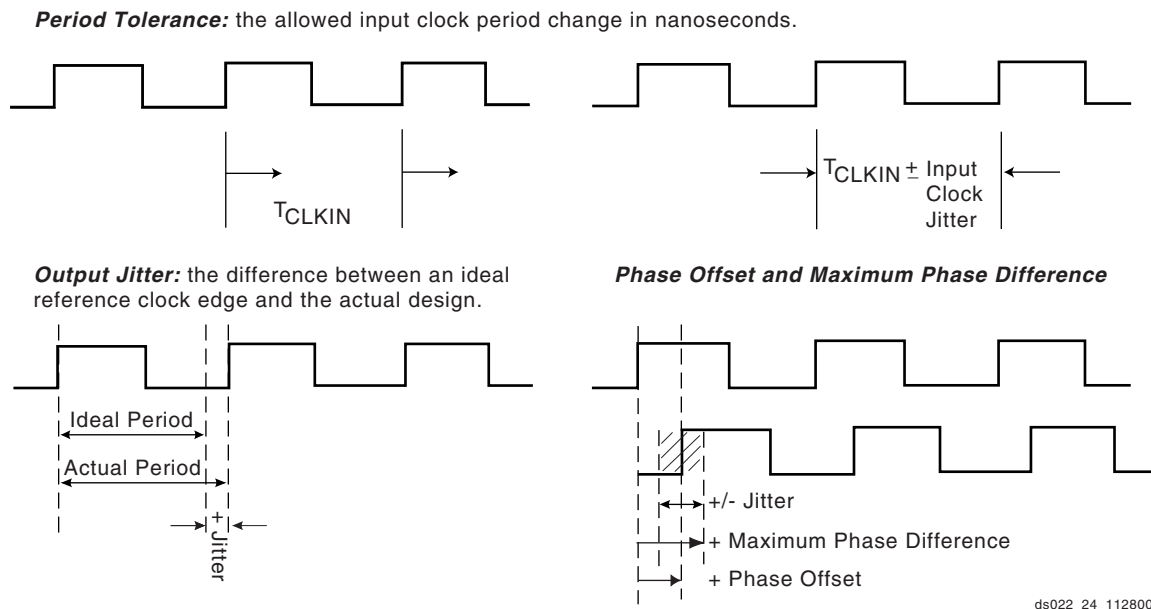 Period Tolerance: the allowed input clock period change in nanoseconds.
TCLKIN
TCLKIN ± Input
Clock
Jitter
Output Jitter: the difference between an ideal
reference clock edge and the actual design.
Ideal Period
Actual Period
+ Jitter
Phase Offset and Maximum Phase Difference
+/- Jitter
+ Maximum Phase Difference
+ Phase Offset
ds022_24_112800